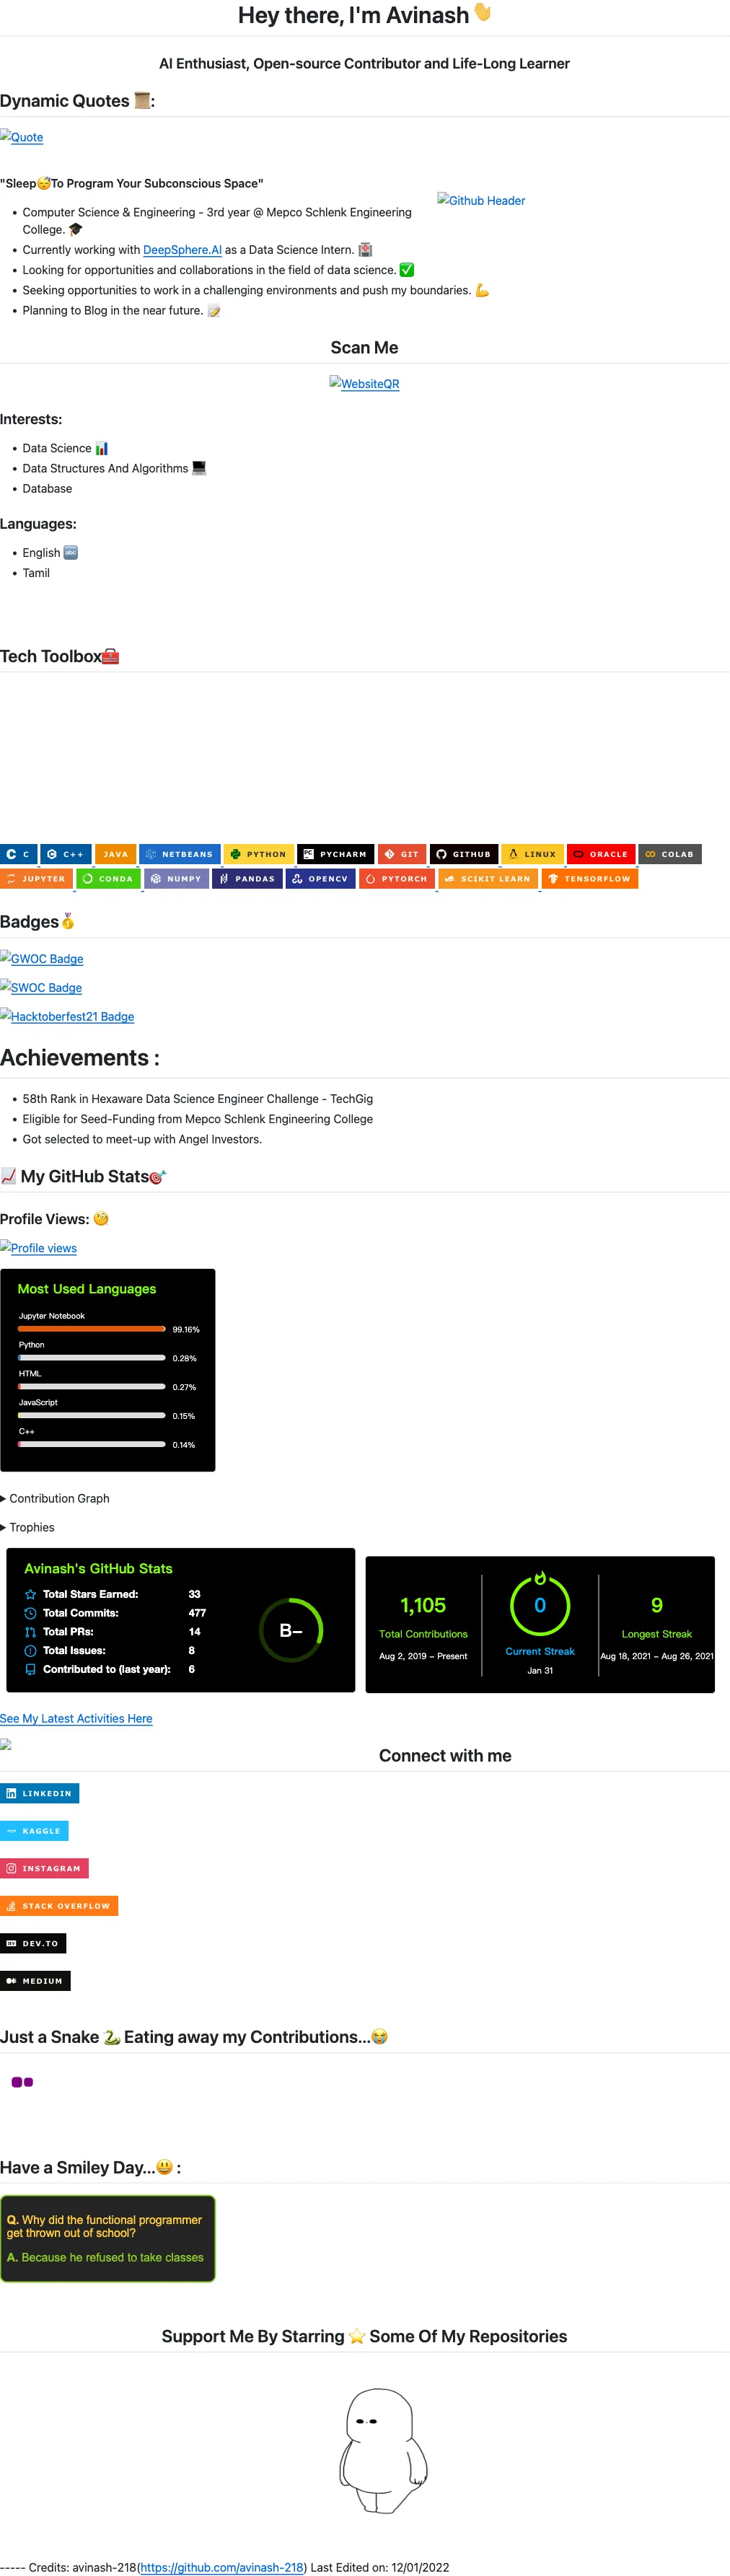 Hey there, I'm Avinash 👋
AI Enthusiast, Open-source Contributor and Life-Long Learner
Dynamic Quotes 📜:
Quote
"Sleep😴To Program Your Subconscious Space"
Github Header
• Computer Science & Engineering - 3rd year @ Mepco Schlenk Engineering
College. 🎓
• Currently working with DeepSphere.AI as a Data Science Intern. 🏨
• Looking for opportunities and collaborations in the field of data science. ✅
• Seeking opportunities to work in a challenging environments and push my boundaries. 💪
• Planning to Blog in the near future. 📝
Scan Me
WebsiteQR
Interests:
• Data Science 📊
• Data Structures And Algorithms 💻
• Database
Languages:
• English 🔤
• Tamil
Tech Toolbox🧰
C C++ JAVA NETBEANS PYTHON PYCHARM GIT GITHUB LINUX ORACLE COLAB
JUPYTER CONDA NUMPY PANDAS OPENCV PYTORCH SCIKIT LEARN TENSORFLOW
Badges🏅
GWOC Badge
SWOC Badge
Hacktoberfest21 Badge
Achievements :
• 58th Rank in Hexaware Data Science Engineer Challenge - TechGig
• Eligible for Seed-Funding from Mepco Schlenk Engineering College
• Got selected to meet-up with Angel Investors.
📈 My GitHub Stats🎯
Profile Views: 🧐
Profile views
Most Used Languages
Jupyter Notebook
99.16%
Python
0.28%
HTML
0.27%
JavaScript
0.15%
C++
0.14%
▶ Contribution Graph
▶ Trophies
Avinash's GitHub Stats
Total Stars Earned: 33
Total Commits: 477
Total PRs: 14
Total Issues: 8
Contributed to (last year): 6
B-
1,105
Total Contributions
Aug 2, 2019 - Present
0
Current Streak
Jan 31
9
Longest Streak
Aug 18, 2021 - Aug 26, 2021
See My Latest Activities Here
Connect with me
LINKEDIN
KAGGLE
INSTAGRAM
STACK OVERFLOW
DEV.TO
MEDIUM
Just a Snake 🐍 Eating away my Contributions...😭
Have a Smiley Day...😃 :
Q. Why did the functional programmer
get thrown out of school?
A. Because he refused to take classes
Support Me By Starring ⭐ Some Of My Repositories
----- Credits: avinash-218(https://github.com/avinash-218) Last Edited on: 12/01/2022